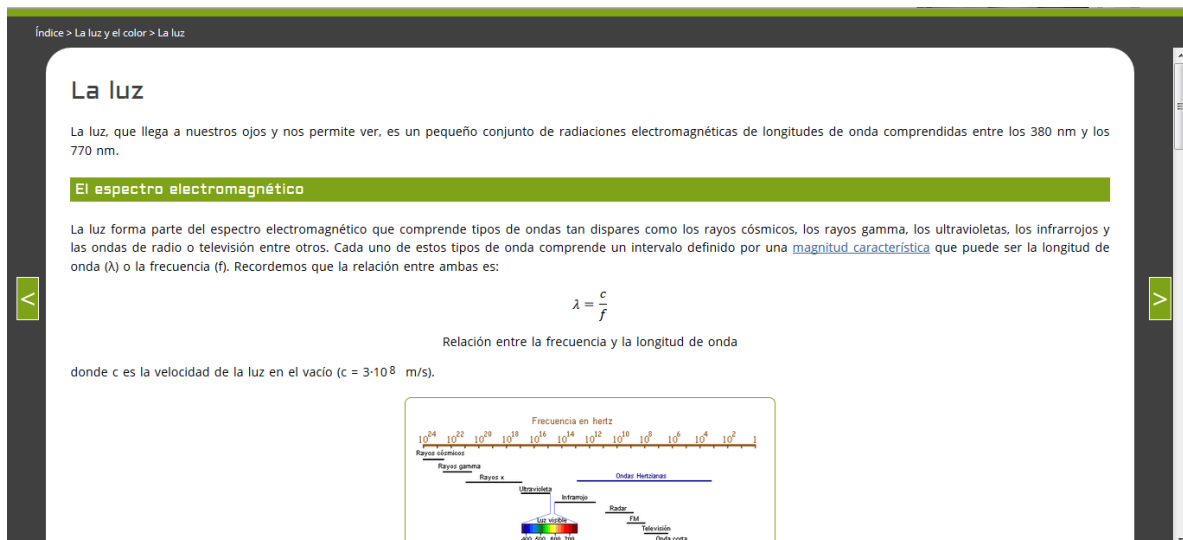 Índice > La luz y el color > La luz
La luz
La luz, que llega a nuestros ojos y nos permite ver, es un pequeño conjunto de radiaciones electromagnéticas de longitudes de onda comprendidas entre los 380 nm y los
770 nm.
El espectro electromagnético
La luz forma parte del espectro electromagnético que comprende tipos de ondas tan dispares como los rayos cósmicos, los rayos gamma, los ultravioletas, los infrarrojos y
las ondas de radio o televisión entre otros. Cada uno de estos tipos de onda comprende un intervalo definido por una magnitud característica que puede ser la longitud de
onda (λ) o la frecuencia (f). Recordemos que la relación entre ambas es:
<
>
λ = c/f
Relación entre la frecuencia y la longitud de onda
donde c es la velocidad de la luz en el vacío (c = 3·10⁸ m/s).
Frecuencia en hertz
10²⁴ 10²² 10²⁰ 10¹⁸ 10¹⁶ 10¹⁴ 10¹² 10¹⁰ 10⁸ 10⁶ 10⁴ 10² 1
Rayos cósmicos
Rayos gamma
Rayos x
Ondas Hertzianas
Ultravioleta
Infrarrojo
Radar
FM
Luz visible
Televisión
400 500 600 700
Onda corta